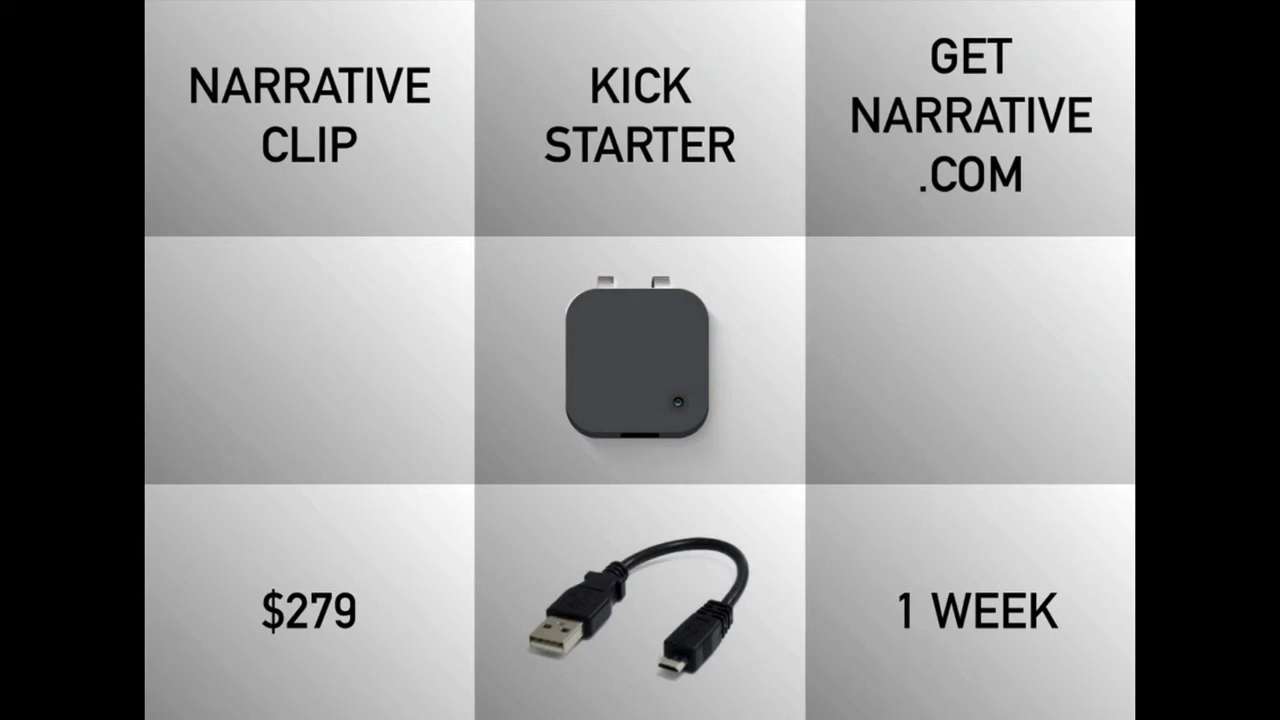 NARRATIVE
CLIP
KICK
STARTER
GET
NARRATIVE
.COM
$279
1 WEEK